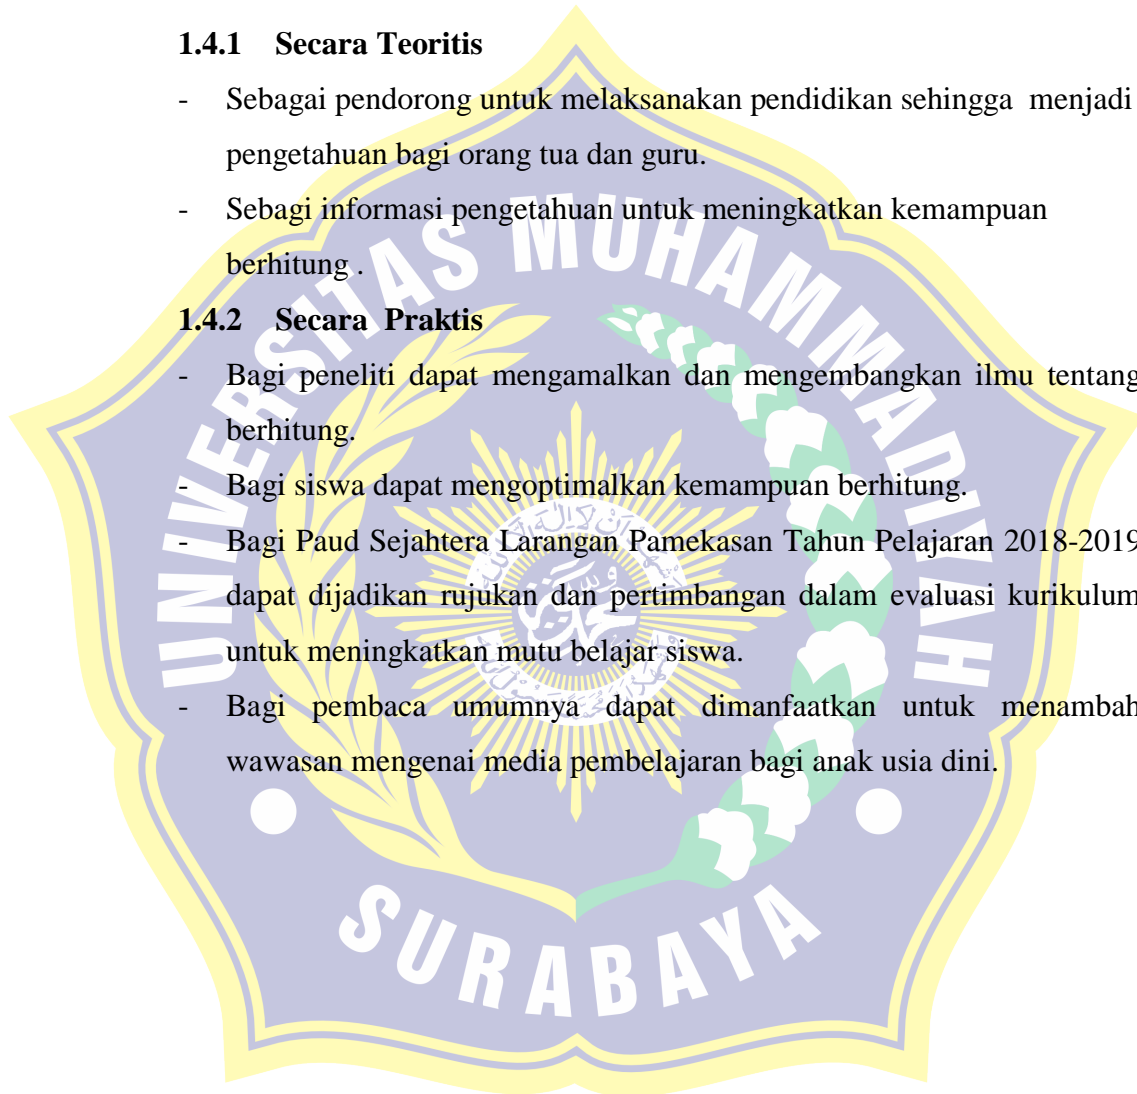 1.4.1 Secara Teoritis
- Sebagai pendorong untuk melaksanakan pendidikan sehingga menjadi
pengetahuan bagi orang tua dan guru.
- Sebagi informasi pengetahuan untuk meningkatkan kemampuan
berhitung .
1.4.2 Secara Praktis
- Bagi peneliti dapat mengamalkan dan mengembangkan ilmu tentang
berhitung.
- Bagi siswa dapat mengoptimalkan kemampuan berhitung.
- Bagi Paud Sejahtera Larangan Pamekasan Tahun Pelajaran 2018-2019
dapat dijadikan rujukan dan pertimbangan dalam evaluasi kurikulum
untuk meningkatkan mutu belajar siswa.
- Bagi pembaca umumnya dapat dimanfaatkan untuk menambah
wawasan mengenai media pembelajaran bagi anak usia dini.
UNIVERSITAS MUHAMMADIYAH
SURABAYA